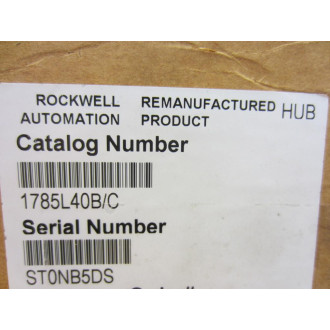 ROCKWELL REMANUFACTURED HUB
AUTOMATION PRODUCT
Catalog Number
1785L40B/C
Serial Number
ST0NB5DS